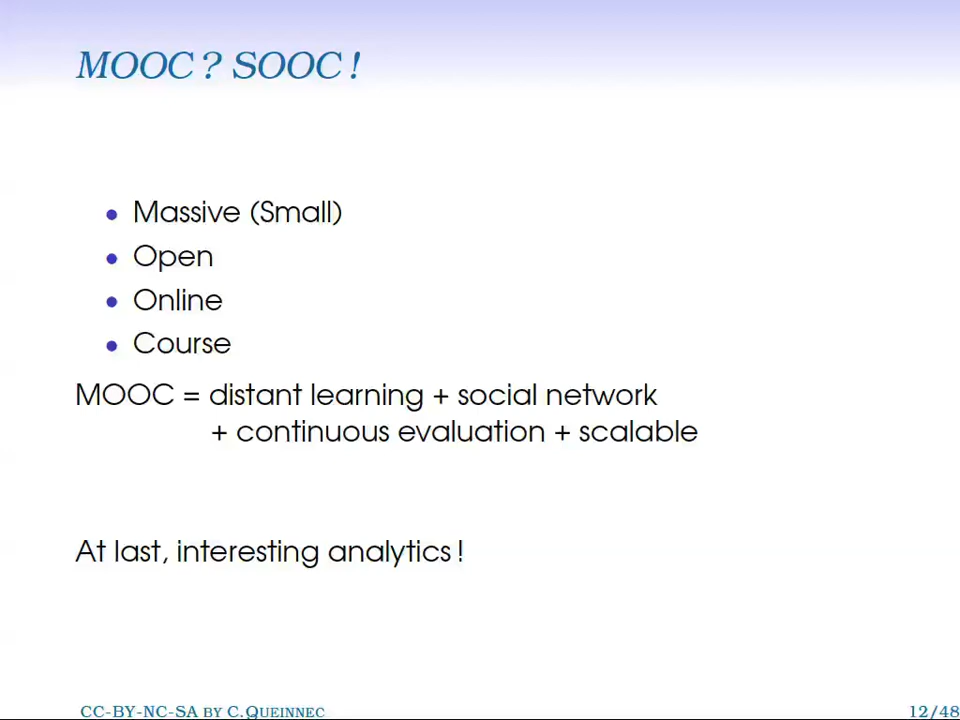 MOOC ? SOOC !
• Massive (Small)
• Open
• Online
• Course
MOOC = distant learning + social network
+ continuous evaluation + scalable
At last, interesting analytics !
CC-BY-NC-SA BY C.QUEINNEC
12/48